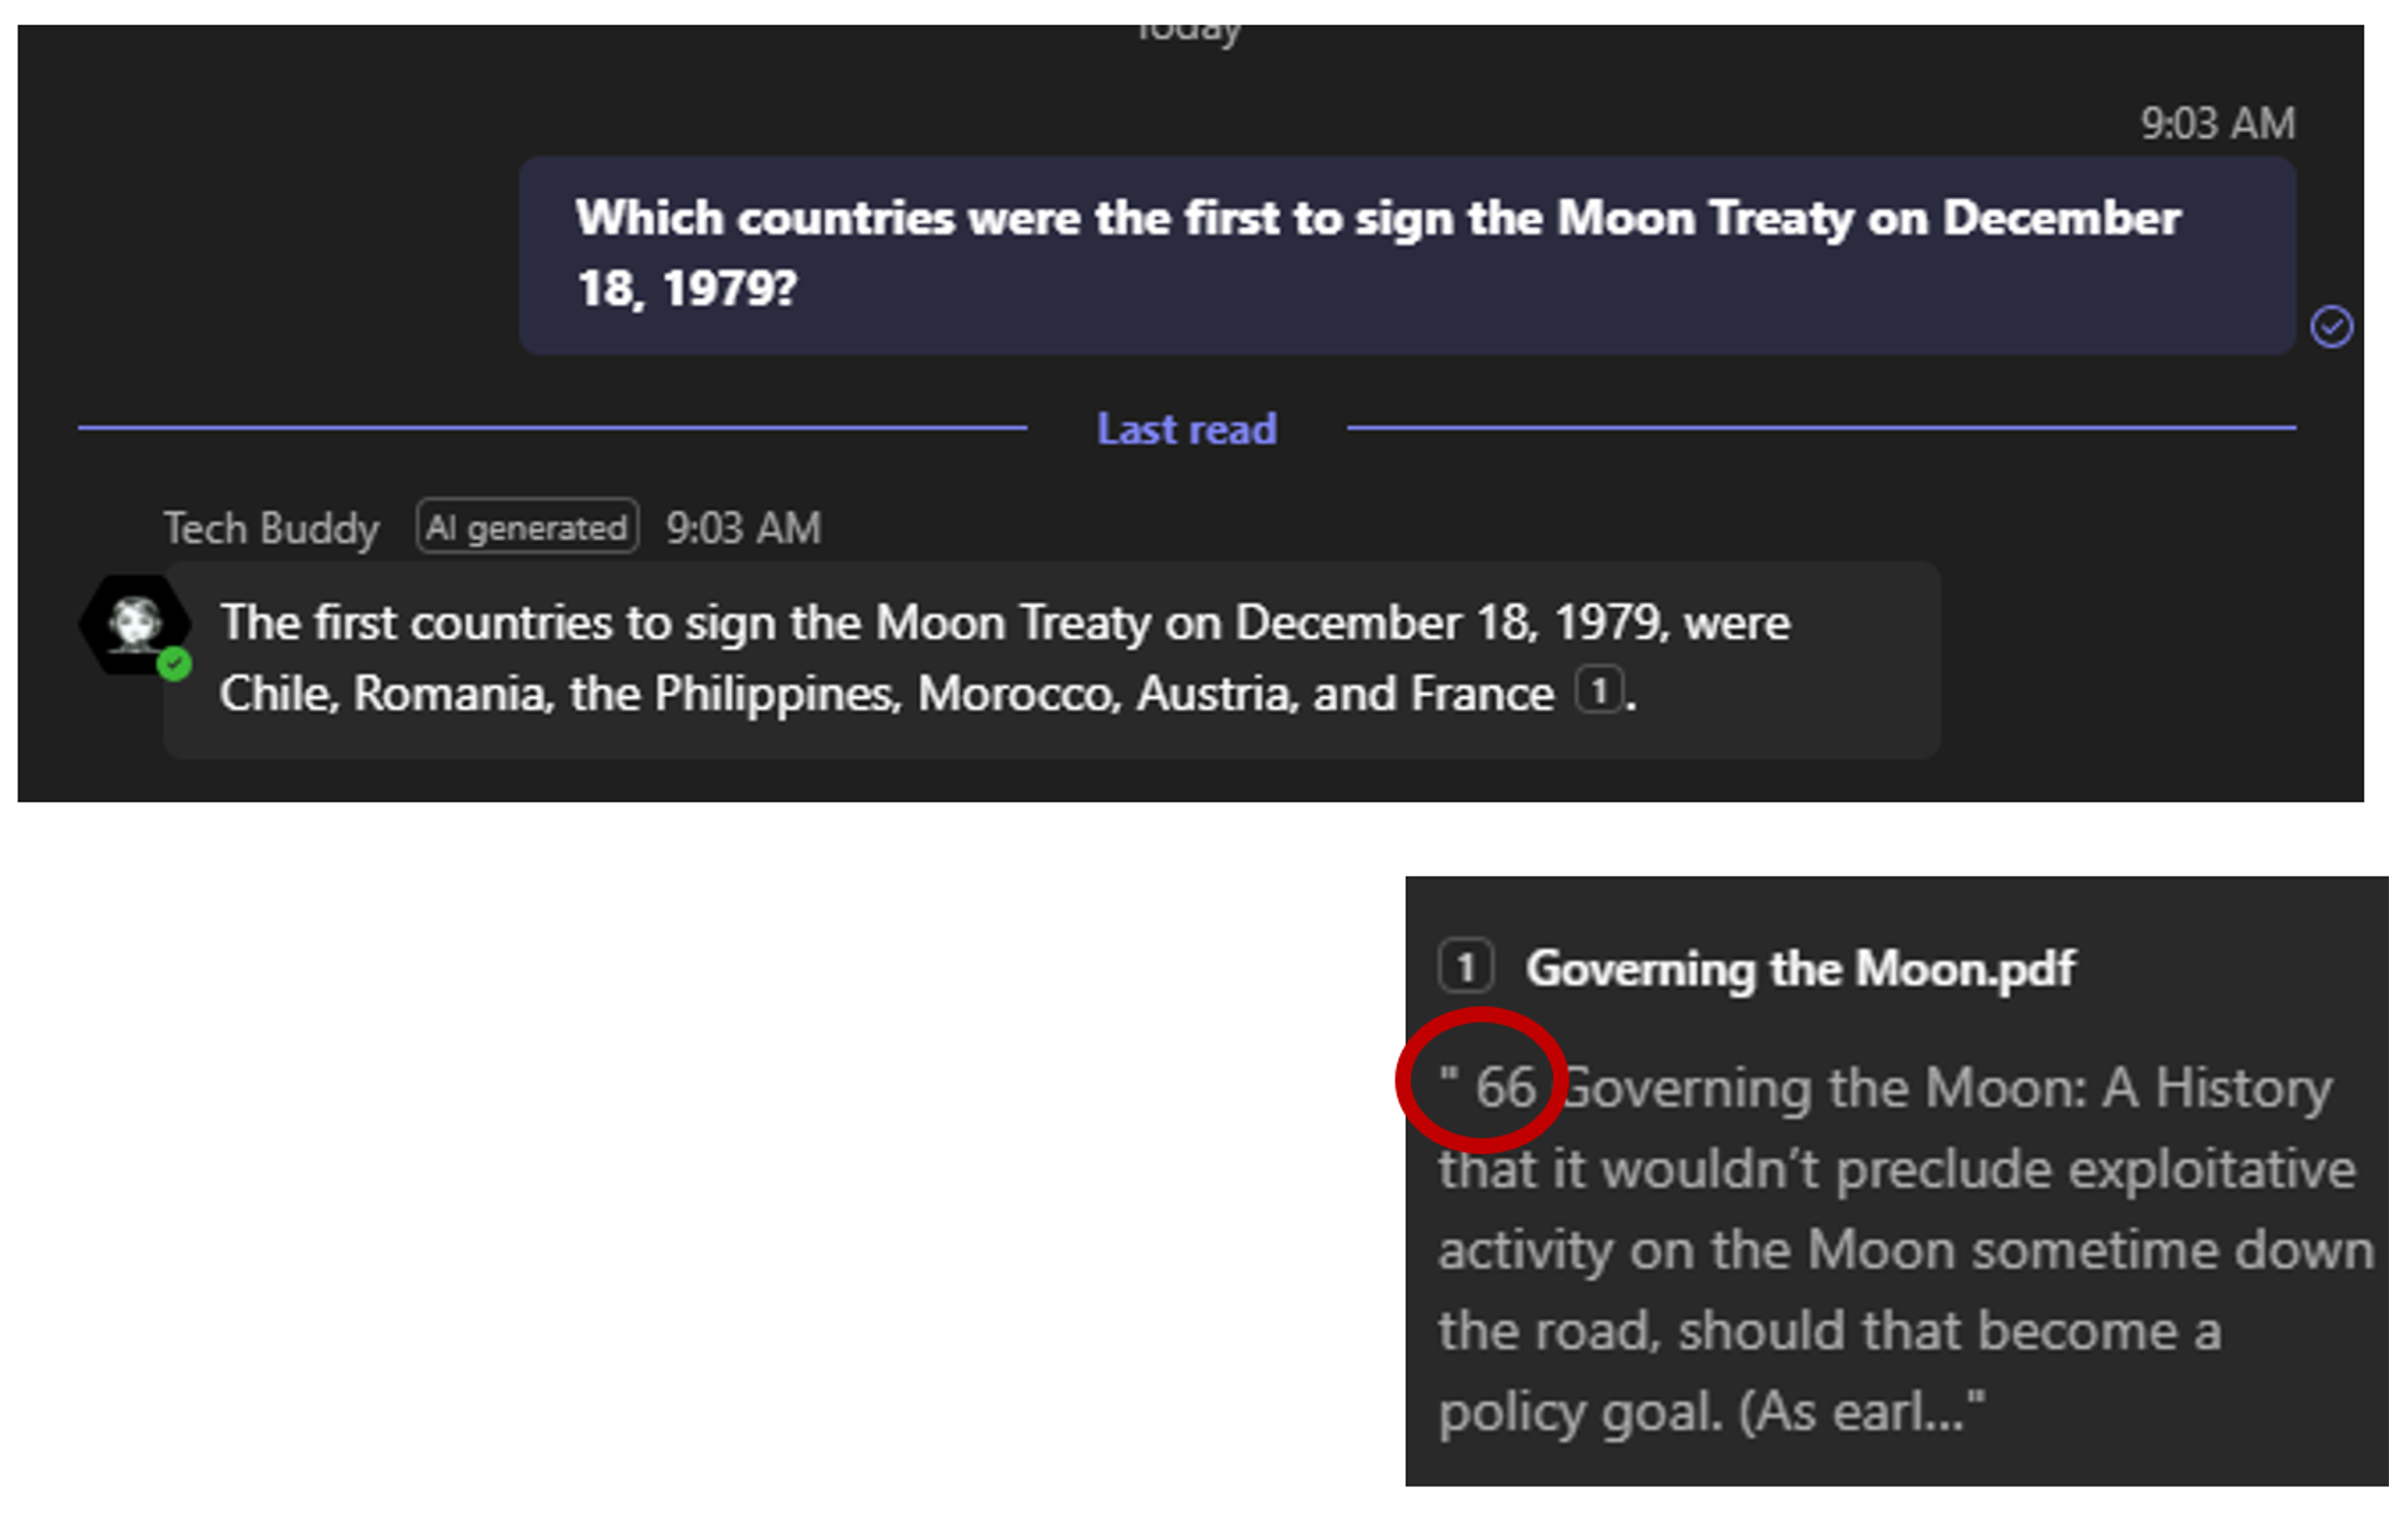 Today
9:03 AM
Which countries were the first to sign the Moon Treaty on December
18, 1979?
Last read
Tech Buddy AI generated 9:03 AM
The first countries to sign the Moon Treaty on December 18, 1979, were
Chile, Romania, the Philippines, Morocco, Austria, and France 1.
1 Governing the Moon.pdf
" 66 Governing the Moon: A History
that it wouldn’t preclude exploitative
activity on the Moon sometime down
the road, should that become a
policy goal. (As earl..."